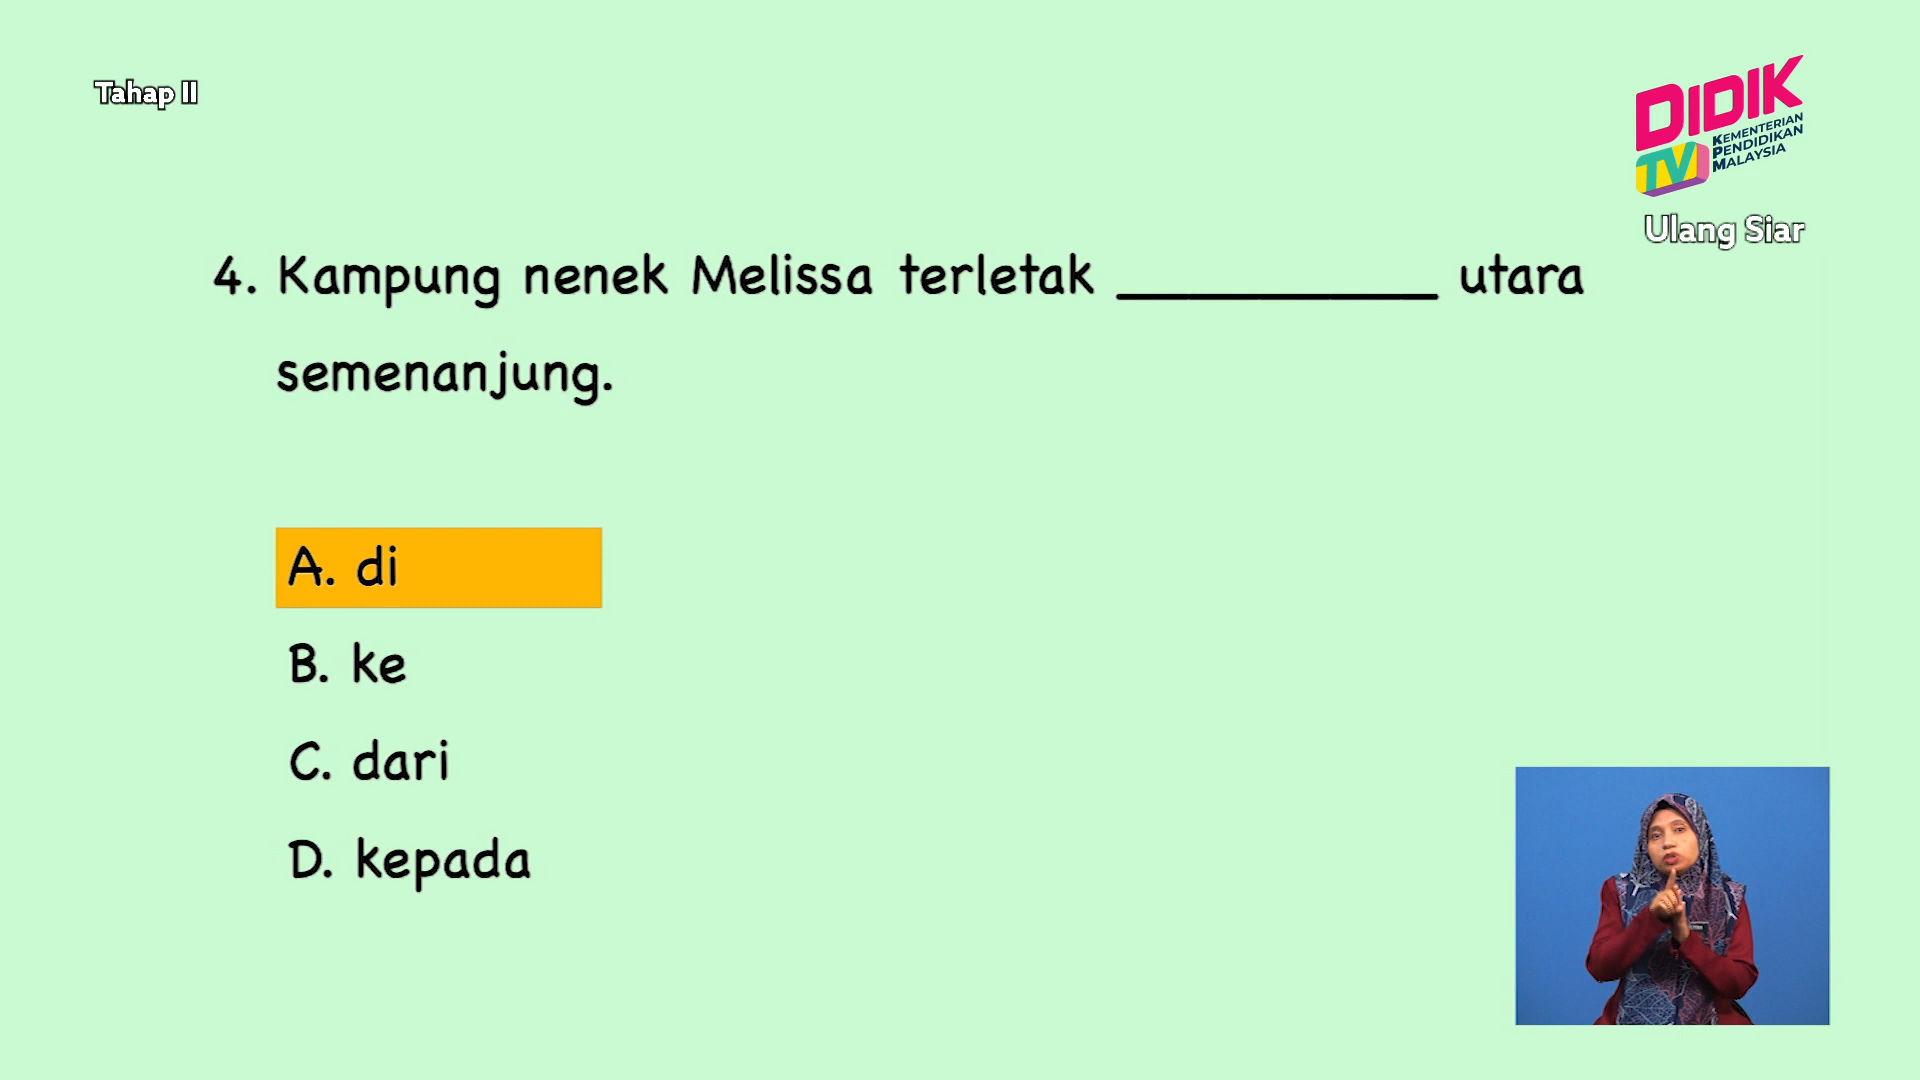 Tahap II
DIDIK
TV
KEMENTERIAN
PENDIDIKAN
MALAYSIA
Ulang Siar
4. Kampung nenek Melissa terletak __________ utara
semenanjung.
A. di
B. ke
C. dari
D. kepada